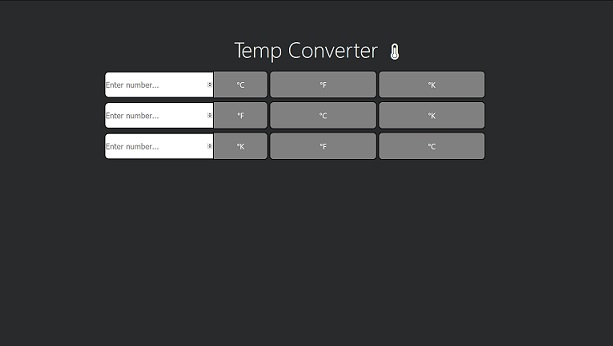 Temp Converter
Enter number... °C °F °K
Enter number... °F °C °K
Enter number... °K °F °C